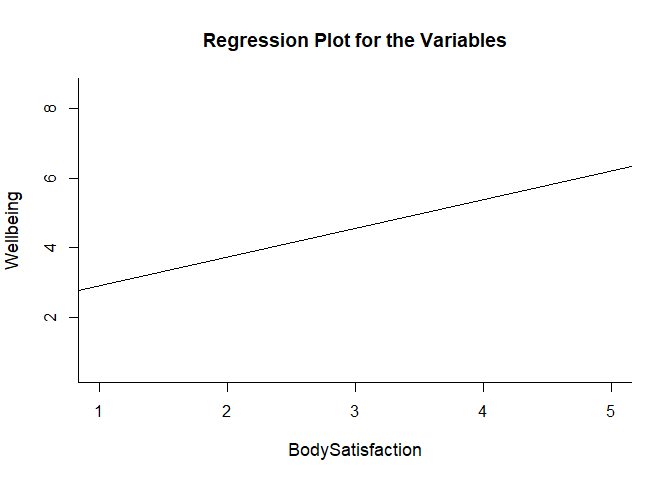 Regression Plot for the Variables
Wellbeing
8
6
4
2
1 2 3 4 5
BodySatisfaction